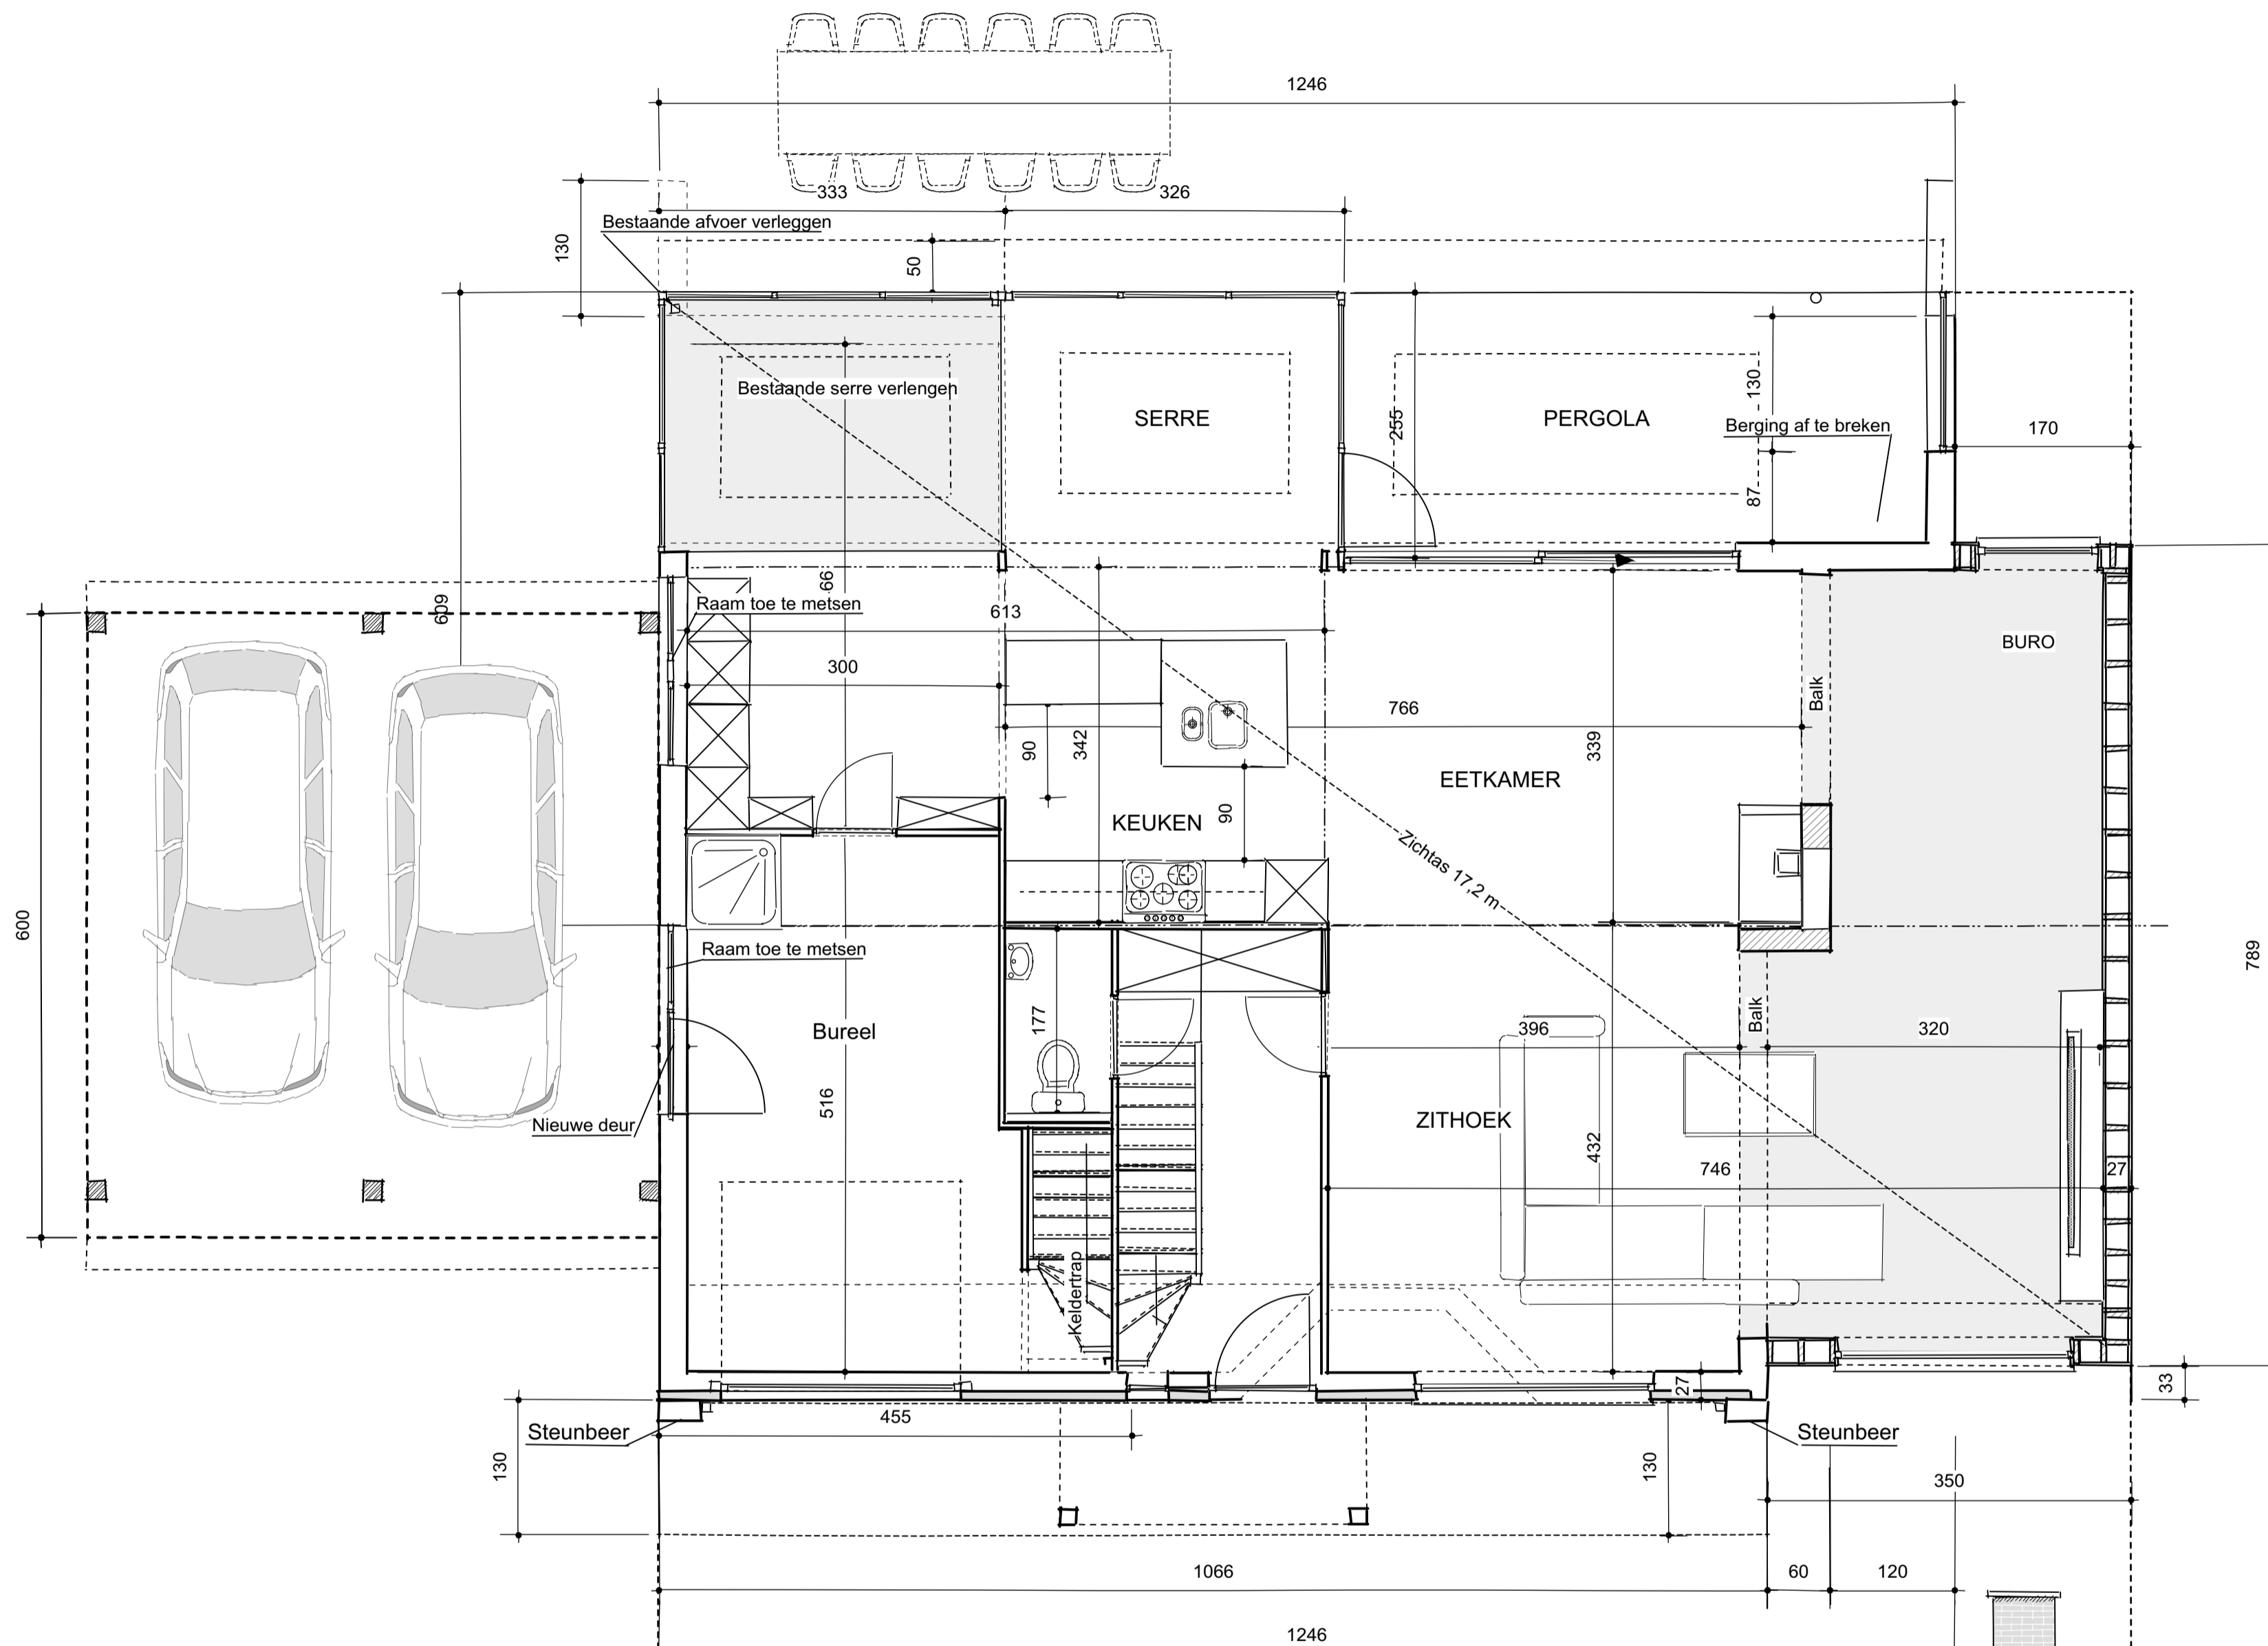 1246
333
326
Bestaande afvoer verleggen
130
50
Bestaande serre verlengen
SERRE
255
PERGOLA
130
Berging af te breken
170
87
609
Raam toe te metsen
613
BURO
300
Balk
766
90
342
339
EETKAMER
KEUKEN
90
Zichtas 17,2 m
600
Raam toe te metsen
789
Bureel
177
Balk
396
320
516
Nieuwe deur
ZITHOEK
432
746
27
Keldertrap
27
33
455
Steunbeer
Steunbeer
130
130
350
1066
60
120
1246